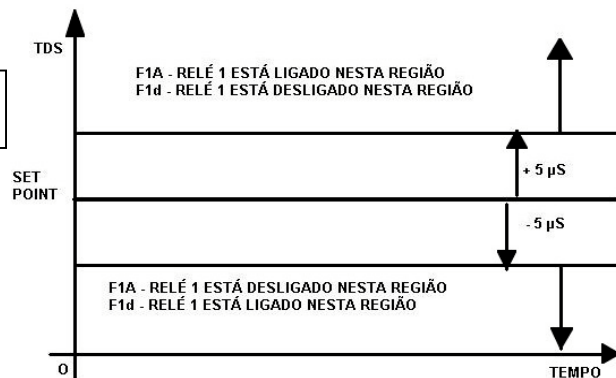 TDS
F1A - RELÉ 1 ESTÁ LIGADO NESTA REGIÃO
F1d - RELÉ 1 ESTÁ DESLIGADO NESTA REGIÃO
SET
POINT
+ 5 µS
- 5 µS
F1A - RELÉ 1 ESTÁ DESLIGADO NESTA REGIÃO
F1d - RELÉ 1 ESTÁ LIGADO NESTA REGIÃO
O
TEMPO